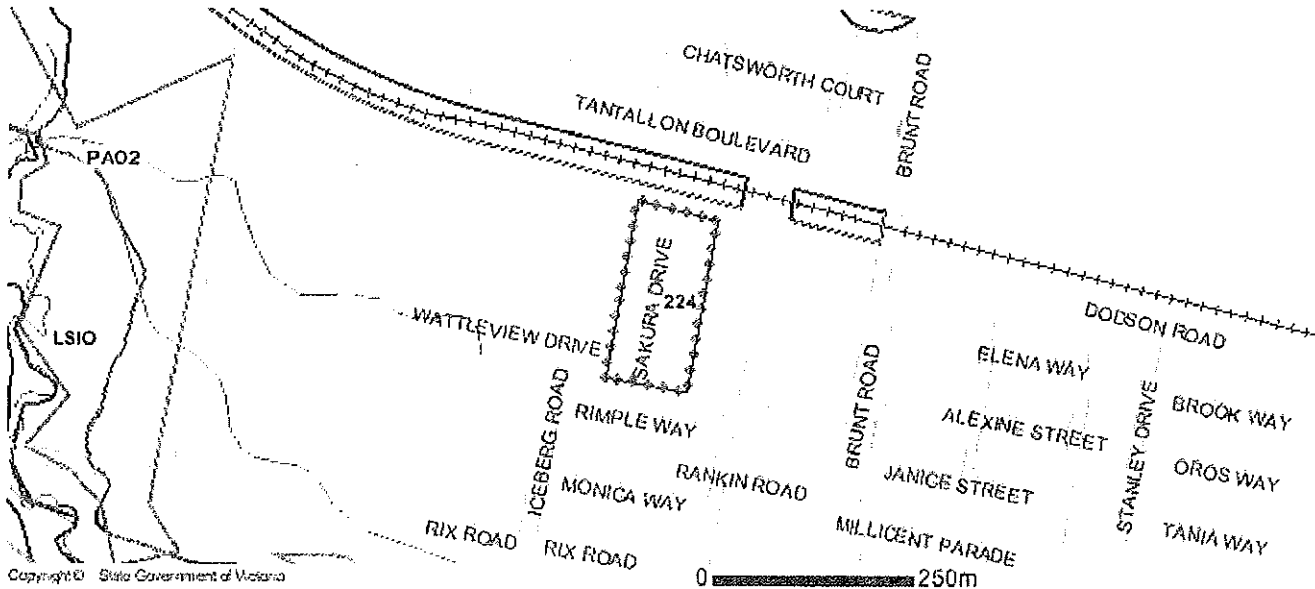 CHATSWORTH COURT
BRUNT ROAD
TANTALLON BOULEVARD
PAO2
SAKURA DRIVE
224
DODSON ROAD
LSIO
WATTLEVIEW DRIVE
ELENA WAY
BRUNT ROAD
STANLEY DRIVE
BROOK WAY
ICEBERG ROAD
RIMPLE WAY
ALEXINE STREET
RANKIN ROAD
JANICE STREET
OROS WAY
MONICA WAY
RIX ROAD
RIX ROAD
MILLICENT PARADE
TANIA WAY
Copyright © State Government of Victoria
0
250m